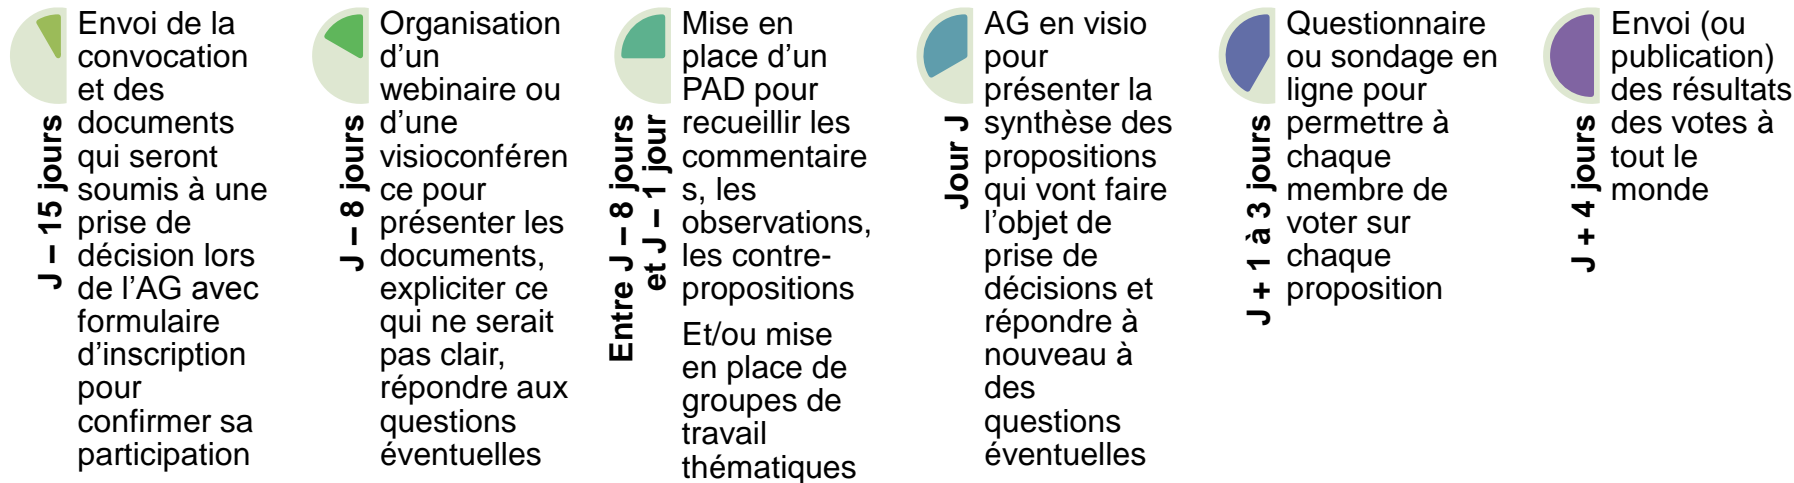 J – 15 jours
Envoi de la
convocation
et des
documents
qui seront
soumis à une
prise de
décision lors
de l’AG avec
formulaire
d’inscription
pour
confirmer sa
participation
J – 8 jours
Organisation
d’un
webinaire ou
d’une
visioconféren
ce pour
présenter les
documents,
expliciter ce
qui ne serait
pas clair,
répondre aux
questions
éventuelles
Entre J – 8 jours
et J – 1 jour
Mise en
place d’un
PAD pour
recueillir les
commentaire
s, les
observations,
les contre-
propositions
Et/ou mise
en place de
groupes de
travail
thématiques
Jour J
AG en visio
pour
présenter la
synthèse des
propositions
qui vont faire
l’objet de
prise de
décisions et
répondre à
nouveau à
des
questions
éventuelles
J + 1 à 3 jours
Questionnaire
ou sondage en
ligne pour
permettre à
chaque
membre de
voter sur
chaque
proposition
J + 4 jours
Envoi (ou
publication)
des résultats
des votes à
tout le
monde